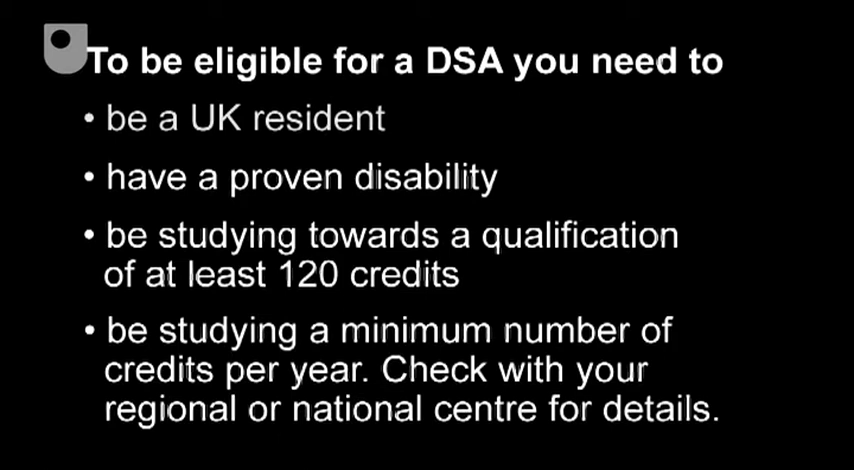 To be eligible for a DSA you need to
• be a UK resident
• have a proven disability
• be studying towards a qualification
of at least 120 credits
• be studying a minimum number of
credits per year. Check with your
regional or national centre for details.